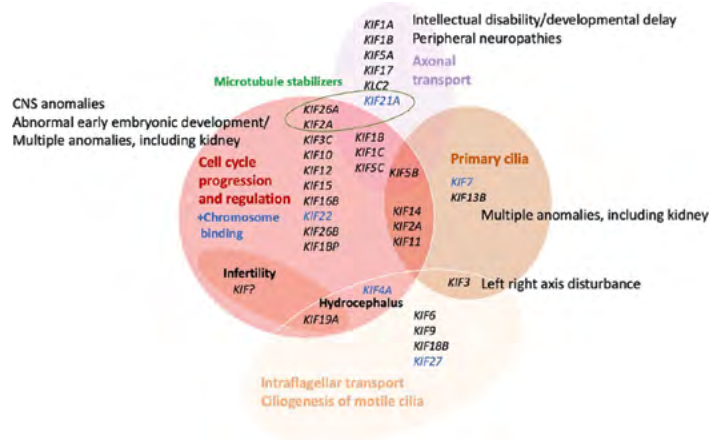 KIF1A
KIF1B
KIF5A
KIF17
KLC2
KIF21A
Intellectual disability/developmental delay
Peripheral neuropathies
Axonal
transport
Microtubule stabilizers
CNS anomalies
Abnormal early embryonic development/
Multiple anomalies, including kidney
KIF26A
KIF2A
KIF3C
KIF10
KIF12
KIF15
KIF16B
KIF22
KIF26B
KIF1BP
KIF1B
KIF1C
KIF5C
KIF5B
Cell cycle
progression
and regulation
+Chromosome
binding
Primary cilia
KIF7
KIF13B
Multiple anomalies, including kidney
KIF14
KIF2A
KIF11
Infertility
KIF?
KIF4A
Hydrocephalus
KIF19A
KIF3
Left right axis disturbance
KIF6
KIF9
KIF18B
KIF27
Intraflagellar transport
Ciliogenesis of motile cilia